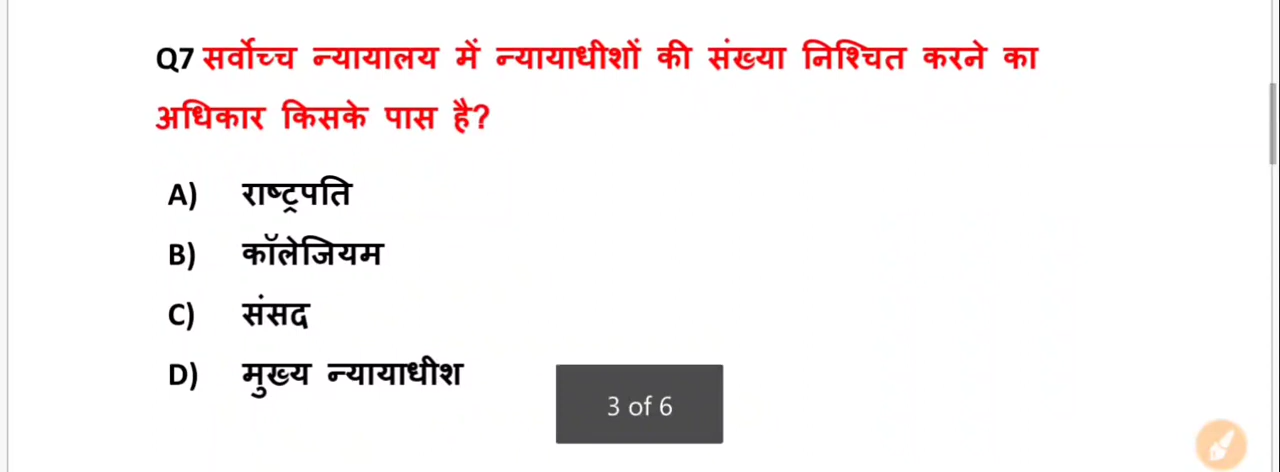 Q7 सर्वोच्च न्यायालय में न्यायाधीशों की संख्या निश्चित करने का
अधिकार किसके पास है?
A) राष्ट्रपति
B) कॉलेजियम
C) संसद
D) मुख्य न्यायाधीश
3 of 6